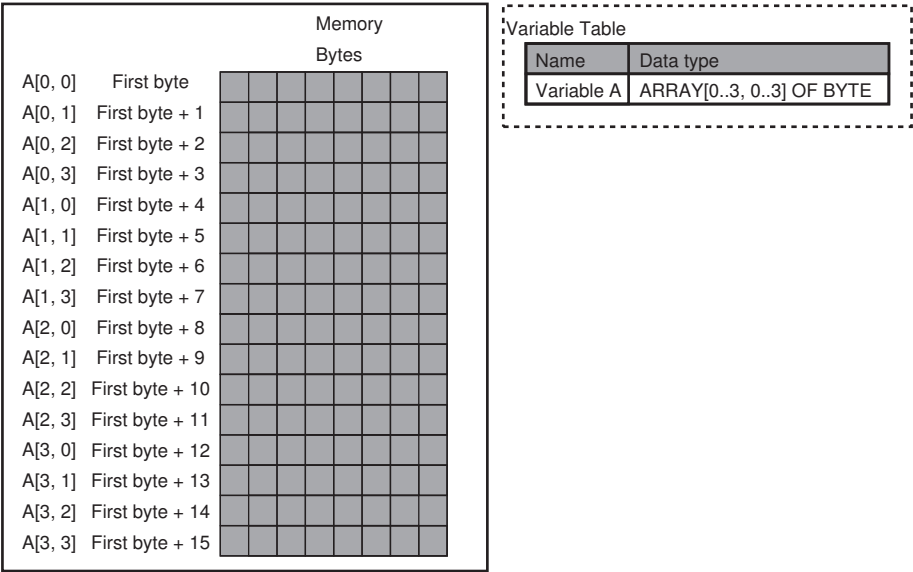 Memory
Bytes
A[0, 0] First byte
A[0, 1] First byte + 1
A[0, 2] First byte + 2
A[0, 3] First byte + 3
A[1, 0] First byte + 4
A[1, 1] First byte + 5
A[1, 2] First byte + 6
A[1, 3] First byte + 7
A[2, 0] First byte + 8
A[2, 1] First byte + 9
A[2, 2] First byte + 10
A[2, 3] First byte + 11
A[3, 0] First byte + 12
A[3, 1] First byte + 13
A[3, 2] First byte + 14
A[3, 3] First byte + 15
Variable Table
Name Data type
Variable A ARRAY[0..3, 0..3] OF BYTE